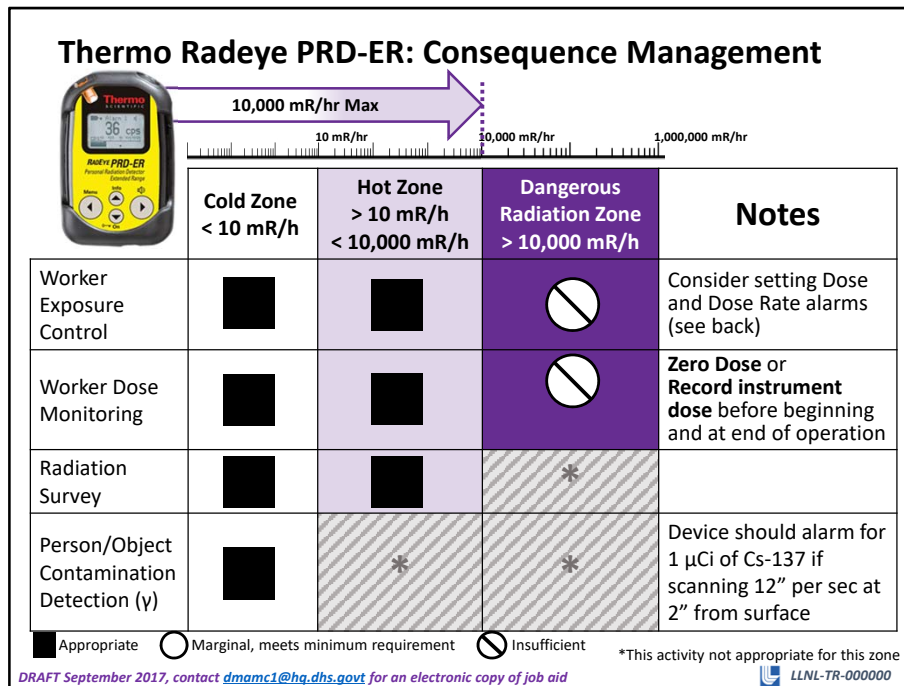 Thermo Radeye PRD-ER: Consequence Management
10,000 mR/hr Max
10 mR/hr
10,000 mR/hr
1,000,000 mR/hr
Thermo
SCIENTIFIC
36 cps
RADEYE PRD-ER
Personal Radiation Detector
Extended Range
Menu
Info
On
Cold Zone
< 10 mR/h
Hot Zone
> 10 mR/h
< 10,000 mR/h
Dangerous
Radiation Zone
> 10,000 mR/h
Notes
Worker
Exposure
Control
Consider setting Dose
and Dose Rate alarms
(see back)
Worker Dose
Monitoring
Zero Dose or
Record instrument
dose before beginning
and at end of operation
Radiation
Survey
*
Person/Object
Contamination
Detection (γ)
*
*
Device should alarm for
1 μCi of Cs-137 if
scanning 12” per sec at
2” from surface
Appropriate
Marginal, meets minimum requirement
Insufficient
*This activity not appropriate for this zone
DRAFT September 2017, contact dmamc1@hq.dhs.govt for an electronic copy of job aid
LLNL-TR-000000